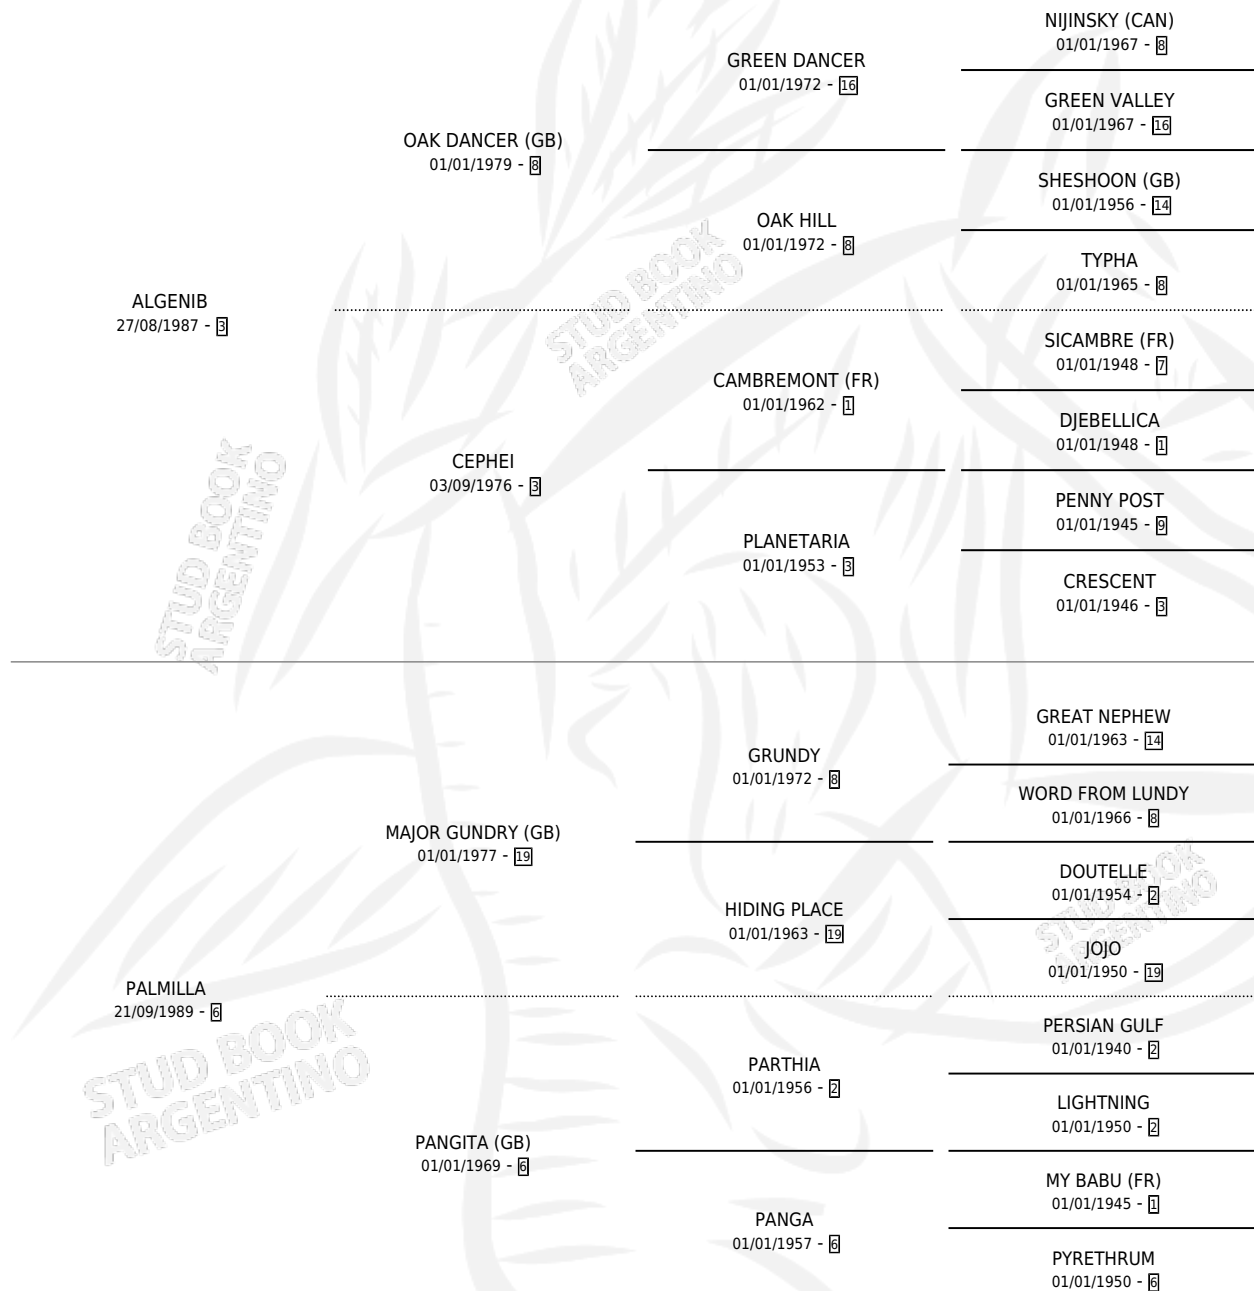 NIJINSKY (CAN)
01/01/1967 - 8
GREEN DANCER
01/01/1972 - 16
GREEN VALLEY
01/01/1967 - 16
OAK DANCER (GB)
01/01/1979 - 8
SHESHOON (GB)
01/01/1956 - 14
OAK HILL
01/01/1972 - 8
TYPHA
01/01/1965 - 8
ALGENIB
27/08/1987 - 3
STUD BOOK
ARGENTINO
SICAMBRE (FR)
01/01/1948 - 7
CAMBREMONT (FR)
01/01/1962 - 1
DJEBELLICA
01/01/1948 - 1
CEPHEI
03/09/1976 - 3
PENNY POST
01/01/1945 - 9
PLANETARIA
01/01/1953 - 3
CRESCENT
01/01/1946 - 3
STUD BOOK
ARGENTINO
GREAT NEPHEW
01/01/1963 - 14
GRUNDY
01/01/1972 - 8
WORD FROM LUNDY
01/01/1966 - 8
MAJOR GUNDRY (GB)
01/01/1977 - 19
DOUTELLE
01/01/1954 - 2
HIDING PLACE
01/01/1963 - 19
STUD BOOK
ARGENTINO
JOJO
01/01/1950 - 19
PALMILLA
21/09/1989 - 6
PERSIAN GULF
01/01/1940 - 2
PARTHIA
01/01/1956 - 2
LIGHTNING
01/01/1950 - 2
STUD BOOK
ARGENTINO
PANGITA (GB)
01/01/1969 - 6
MY BABU (FR)
01/01/1945 - 1
PANGA
01/01/1957 - 6
PYRETHRUM
01/01/1950 - 6